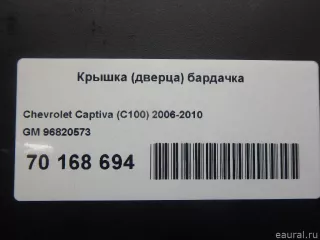 Крышка (дверца) бардачка
Chevrolet Captiva (C100) 2006-2010
GM 96820573
70 168 694
eaural.ru